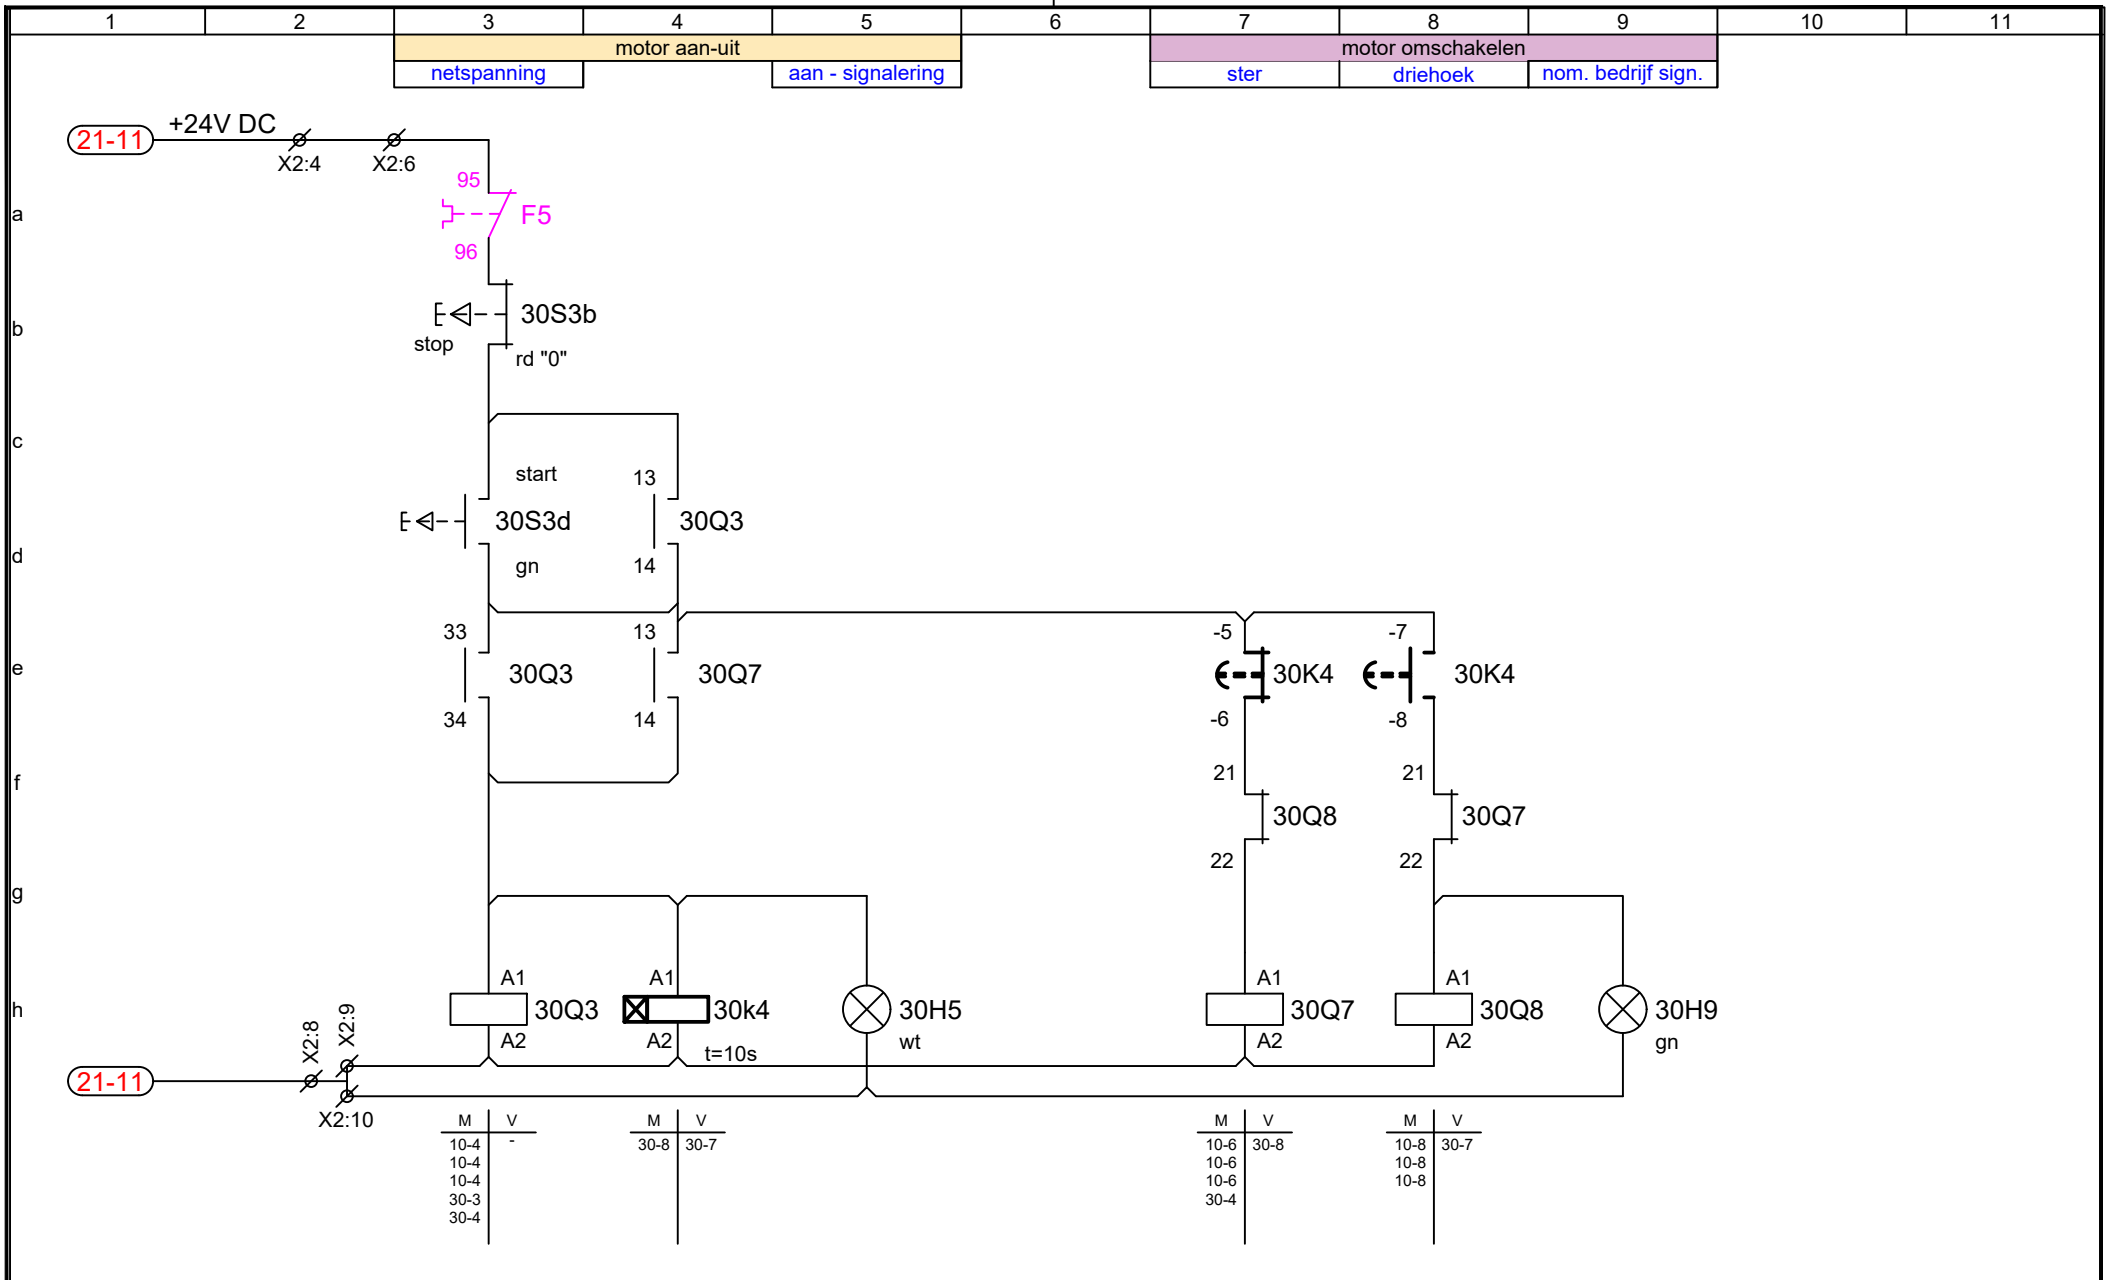 1 2 3 4 5 6 7 8 9 10 11
motor aan-uit motor omschakelen
netspanning aan - signalering ster driehoek nom. bedrijf sign.
21-11 +24V DC
X2:4 X2:6
95
a F5
96
30S3b
b
stop
rd "0"
c
start 13
30S3d 30Q3
d
gn 14
33 13 -5 -7
e 30Q3 30Q7 30K4 30K4
34 14 -6 -8
f 21 21
30Q8 30Q7
22 22
g
A1 A1 A1 A1
h 30Q3 30k4 30H5 30Q7 30Q8 30H9
A2 A2 wt A2 A2 gn
t=10s
X2:8 X2:9
21-11
X2:10
M V M V M V M V
10-4 - 30-8 30-7 10-6 30-8 10-8 30-7
10-4 10-6 10-8
10-4 10-6 10-8
30-3 30-4
30-4